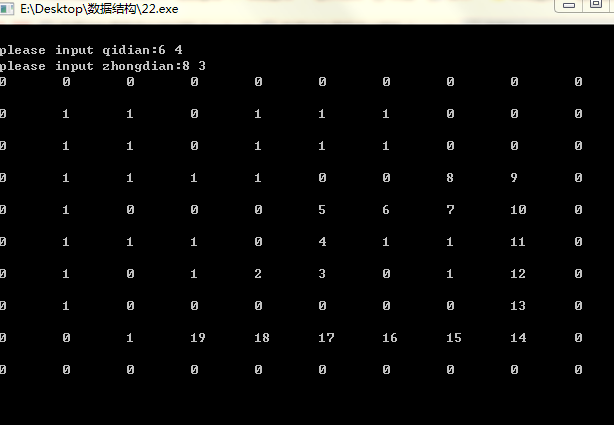 E:\Desktop\数据结构\22.exe
please input qidian:6 4
please input zhongdian:8 3
0 0 0 0 0 0 0 0 0 0
0 1 1 0 1 1 1 0 0 0
0 1 1 0 1 1 1 0 0 0
0 1 1 1 1 0 0 8 9 0
0 1 0 0 0 5 6 7 10 0
0 1 1 1 0 4 1 1 11 0
0 1 0 1 2 3 0 1 12 0
0 1 0 0 0 0 0 0 13 0
0 0 1 19 18 17 16 15 14 0
0 0 0 0 0 0 0 0 0 0